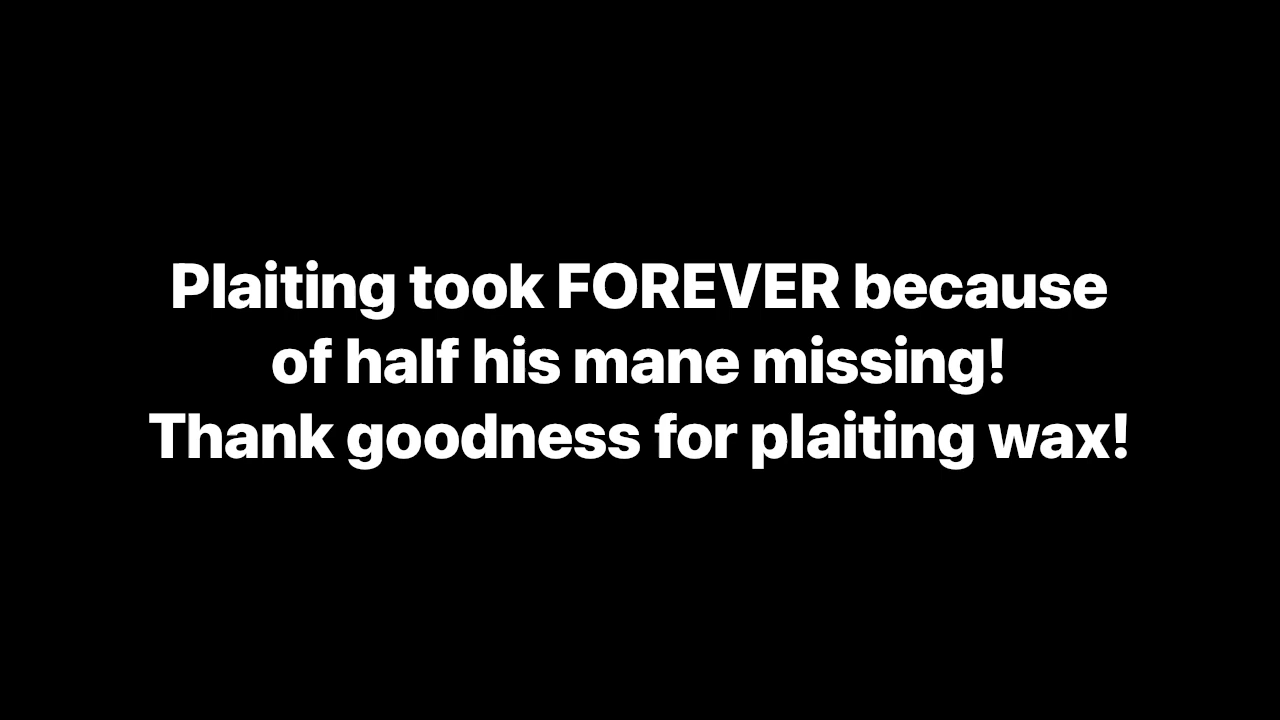 Plaiting took FOREVER because
of half his mane missing!
Thank goodness for plaiting wax!